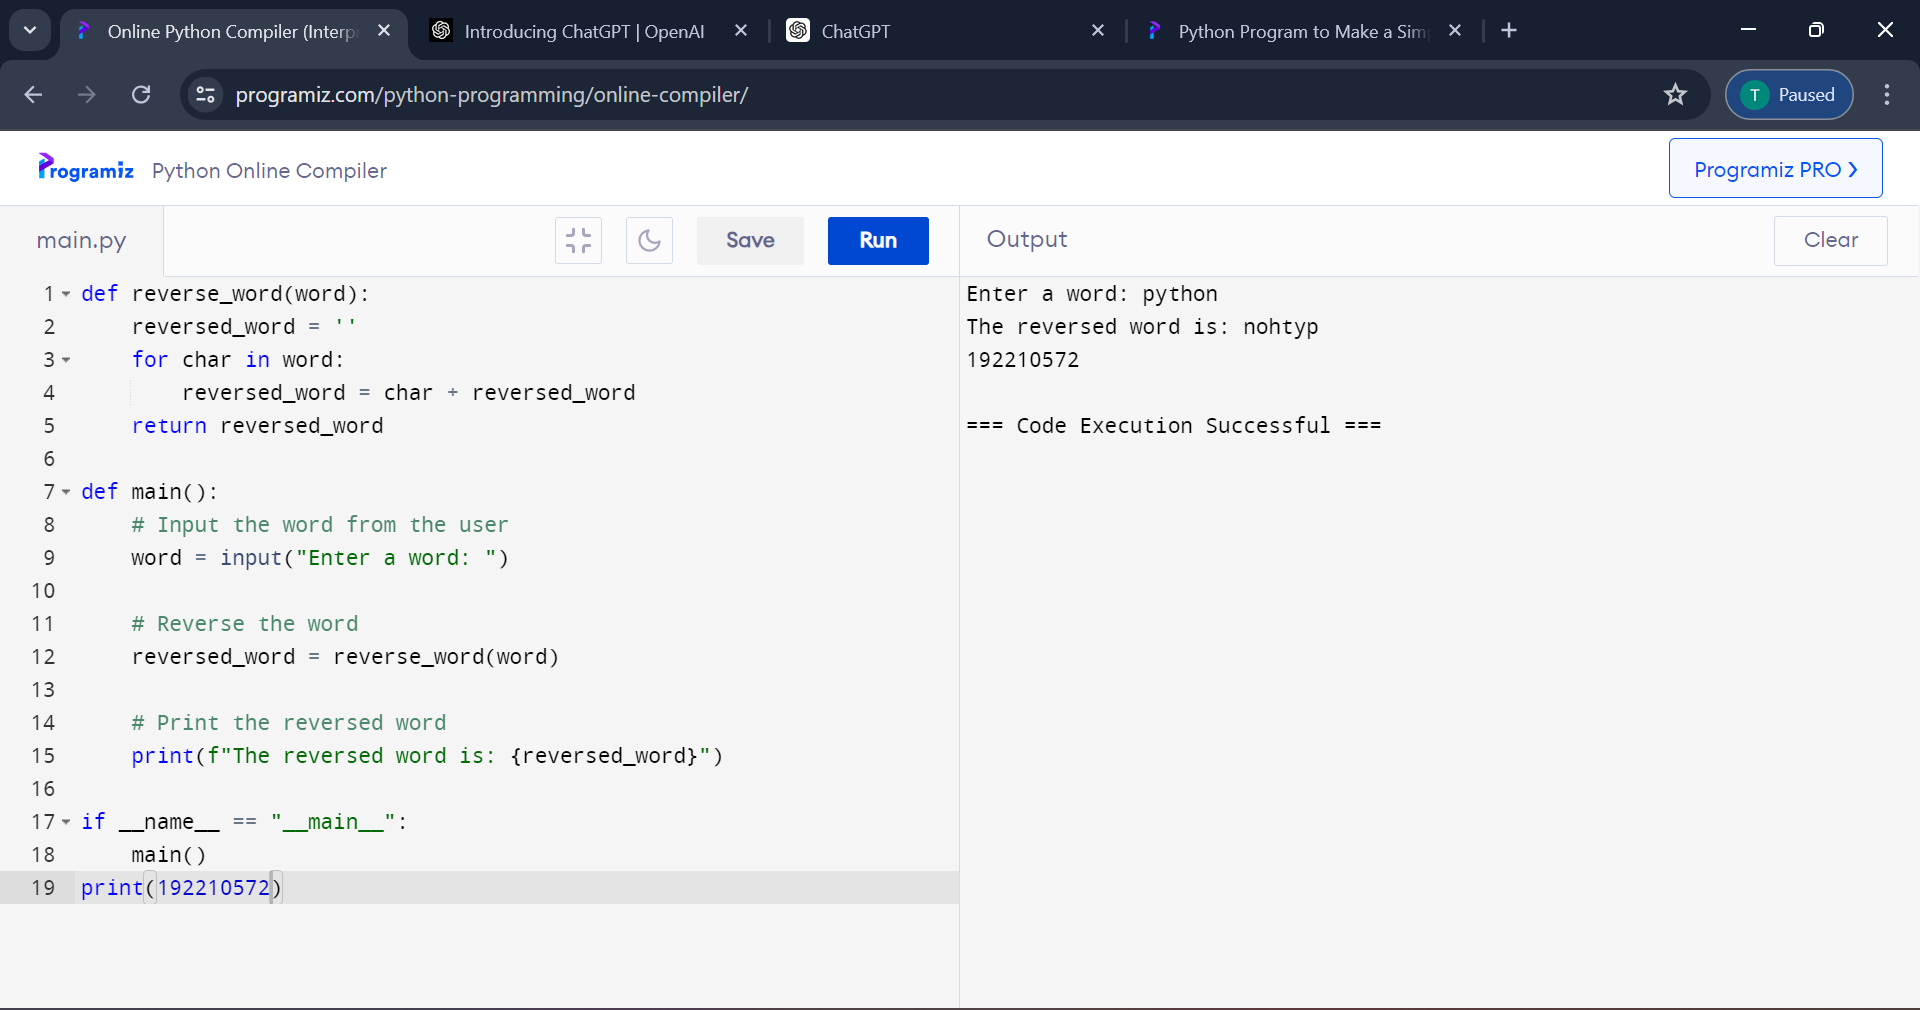 Online Python Compiler (Interp
Introducing ChatGPT | OpenAI
ChatGPT
Python Program to Make a Sim
programiz.com/python-programming/online-compiler/
T Paused
Programiz Python Online Compiler
Programiz PRO ›
main.py
Save
Run
Output
Clear
1 def reverse_word(word):
2     reversed_word = ''
3     for char in word:
4         reversed_word = char + reversed_word
5     return reversed_word
6
7 def main():
8     # Input the word from the user
9     word = input("Enter a word: ")
10
11     # Reverse the word
12     reversed_word = reverse_word(word)
13
14     # Print the reversed word
15     print(f"The reversed word is: {reversed_word}")
16
17 if __name__ == "__main__":
18     main()
19 print(192210572)
Enter a word: python
The reversed word is: nohtyp
192210572
=== Code Execution Successful ===